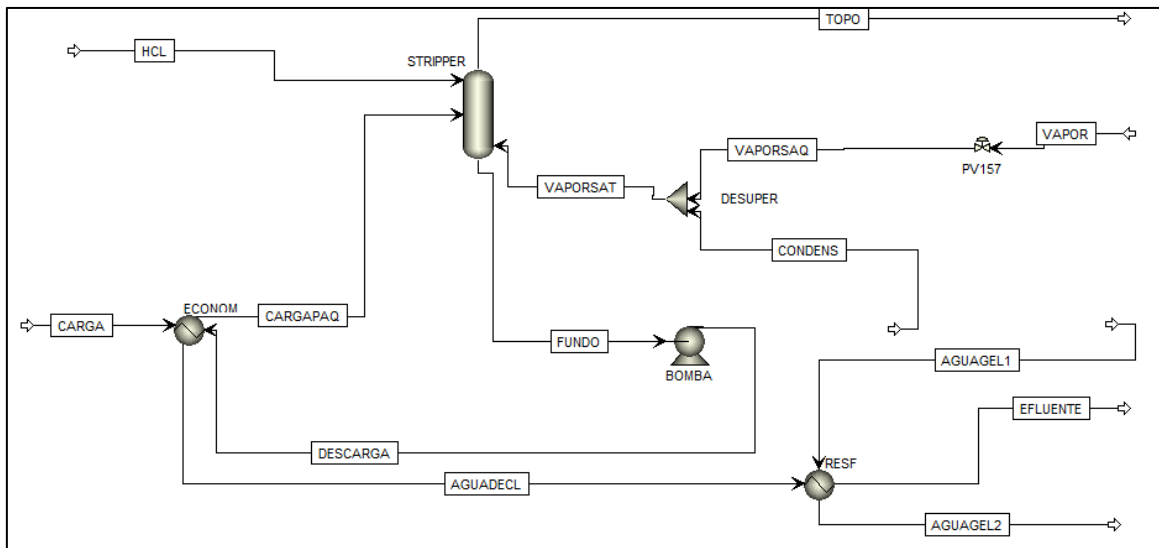 TOPO
HCL
STRIPPER
VAPOR
VAPORSAQ
PV157
VAPORSAT
DESUPER
CONDENS
ECONOM
CARGAPAQ
CARGA
FUNDO
BOMBA
AGUAGEL1
EFLUENTE
DESCARGA
RESF
AGUADECL
AGUAGEL2